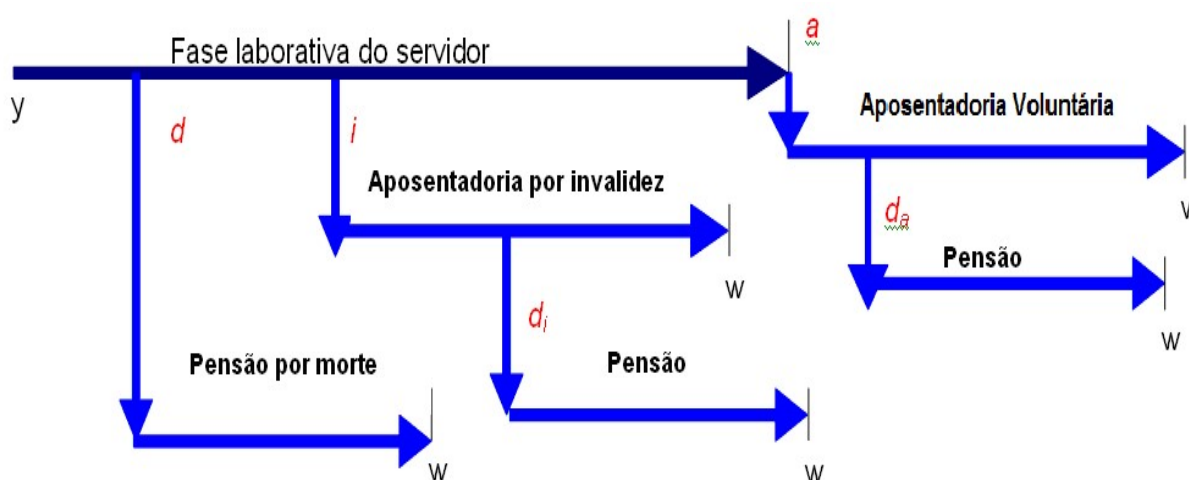 a
Fase laborativa do servidor
y
Aposentadoria Voluntária
d
i
Aposentadoria por invalidez
da
Pensão
w
w
di
Pensão por morte
Pensão
w
w